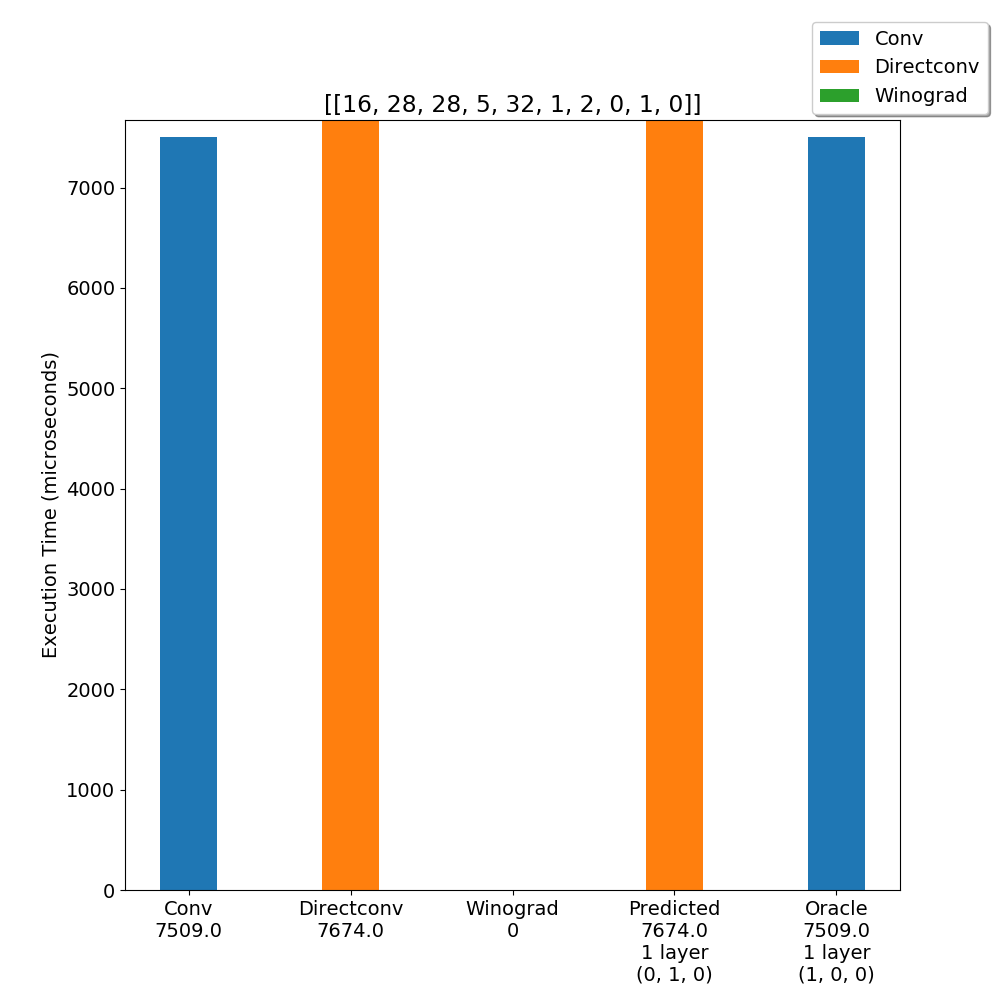 Conv
Directconv
Winograd
[[16, 28, 28, 5, 32, 1, 2, 0, 1, 0]]
Execution Time (microseconds)
7000
6000
5000
4000
3000
2000
1000
0
Conv
7509.0
Directconv
7674.0
Winograd
0
Predicted
7674.0
1 layer
(0, 1, 0)
Oracle
7509.0
1 layer
(1, 0, 0)